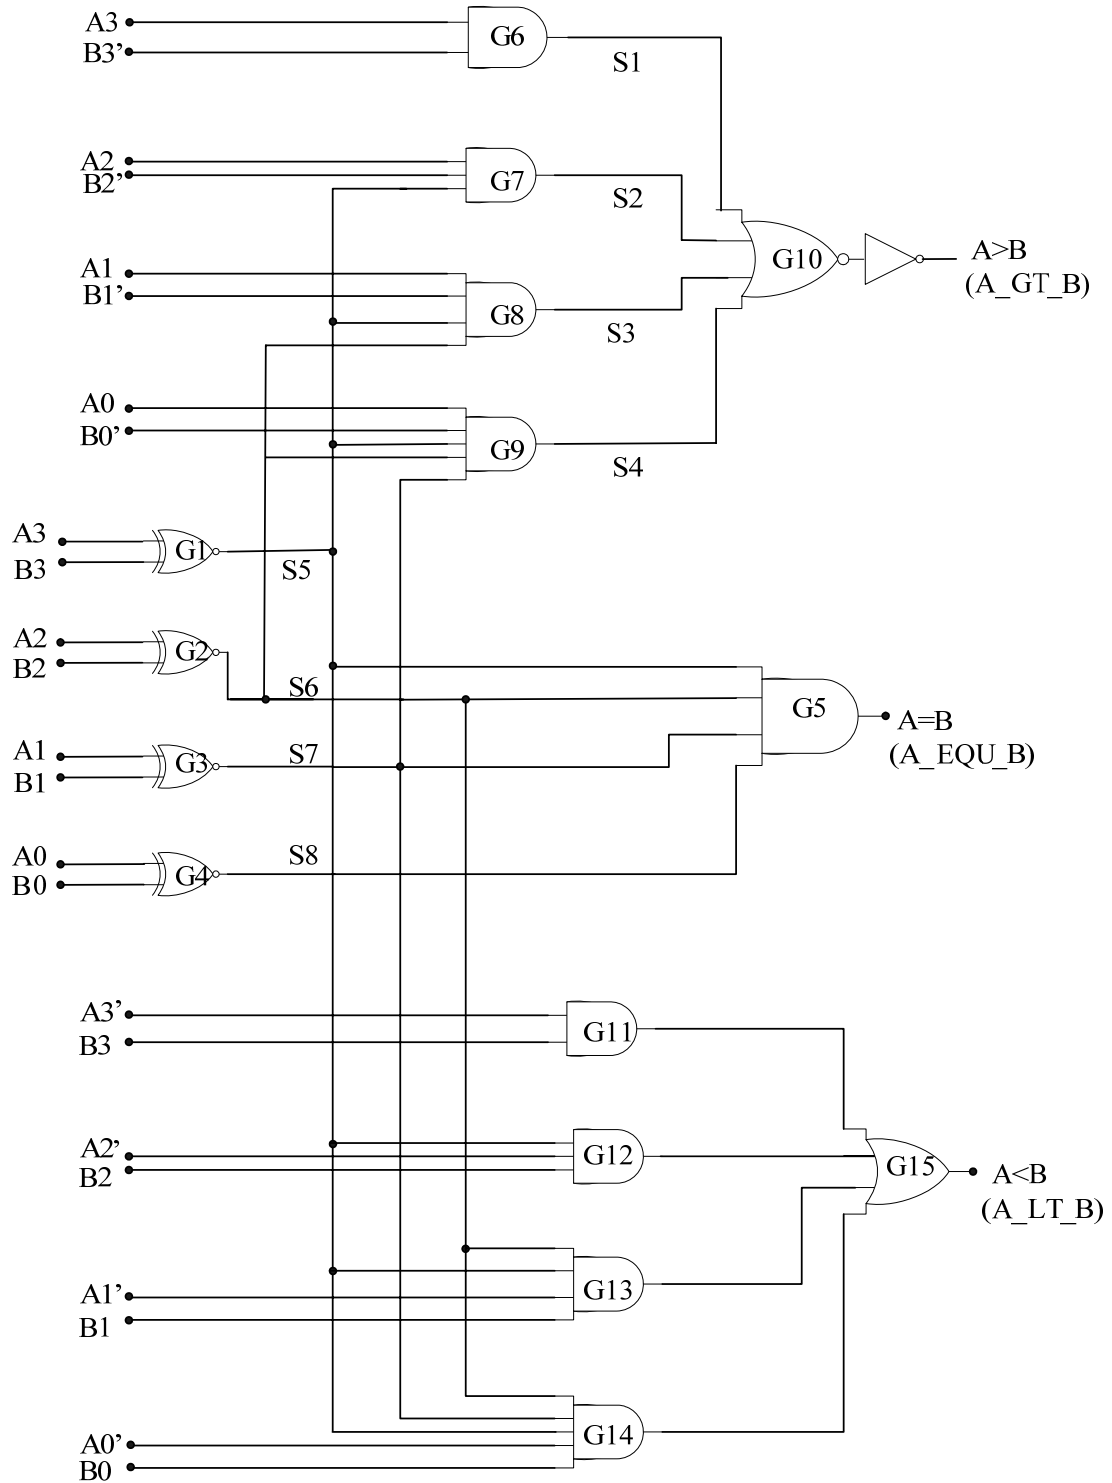 A3
B3’
G6
S1
A2
B2’
G7
S2
A1
B1’
G8
S3
G10
A>B
(A_GT_B)
A0
B0’
G9
S4
A3
B3
G1
S5
A2
B2
G2
S6
G5
A=B
(A_EQU_B)
A1
B1
G3
S7
A0
B0
G4
S8
A3’
B3
G11
A2’
B2
G12
G15
A<B
(A_LT_B)
A1’
B1
G13
A0’
B0
G14